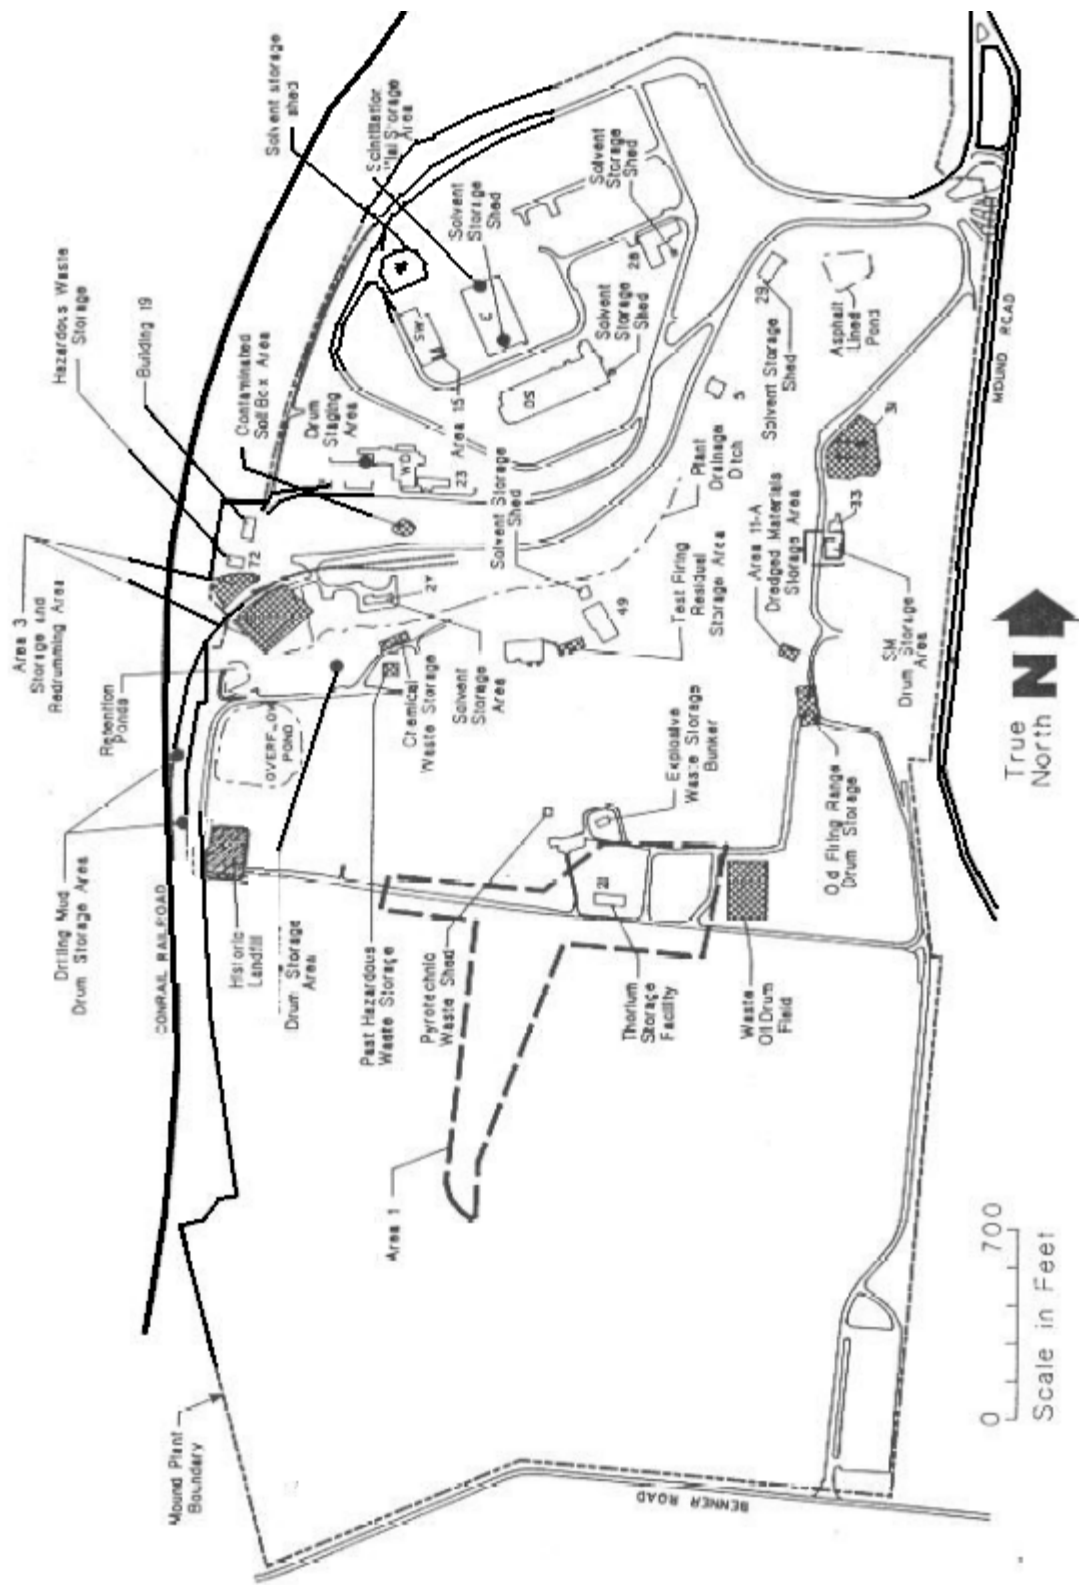 Solvent storage
shed
Scintillation
Vial Storage
Area
Hazardous Waste
Storage
Building 19
Contaminated
Soil Box Area
Drum
Staging
Area
Solvent
Storage
Shed
Solvent
Storage
Shed
Solvent
Storage
Shed
28
E
SW
DS
Area 15
WD
23
Area 3
Storage and
Redrumming Area
72
27
Solvent Storage
Shed
Plant
Drainage
Ditch
5
29
Solvent Storage
Shed
Asphalt
Lined
Pond
MOUND ROAD
31
Area 11-A
Dredged Materials
Storage Area
33
SM
Drum Storage
Area
Test Firing
Residual
Storage Area
49
Retention
Ponds
OVERFLOW
POND
Chemical
Waste Storage
Solvent
Storage
Area
Explosive
Waste Storage
Bunker
Old Firing Range
Drum Storage
True
North
N
Drilling Mud
Drum Storage Area
CONRAIL RAILROAD
Historic
Landfill
Drum Storage
Area
Past Hazardous
Waste Storage
Pyrotechnic
Waste Shed
21
Thorium
Storage
Facility
Waste
Oil Drum
Field
Area 1
Mound Plant
Boundary
BENNER ROAD
0 700
Scale in Feet